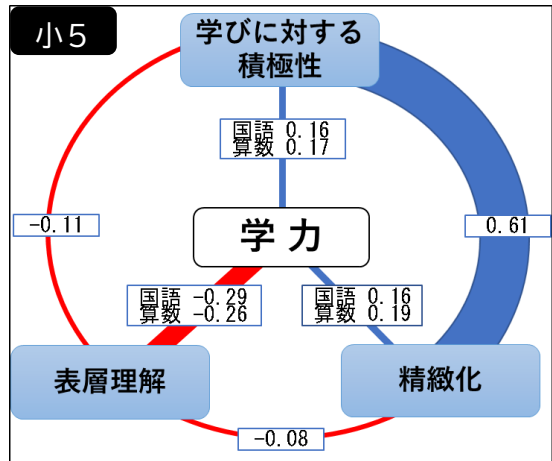 小5
学びに対する
積極性
国語 0.16
算数 0.17
-0.11
学力
0.61
国語 -0.29
算数 -0.26
国語 0.16
算数 0.19
表層理解
精緻化
-0.08